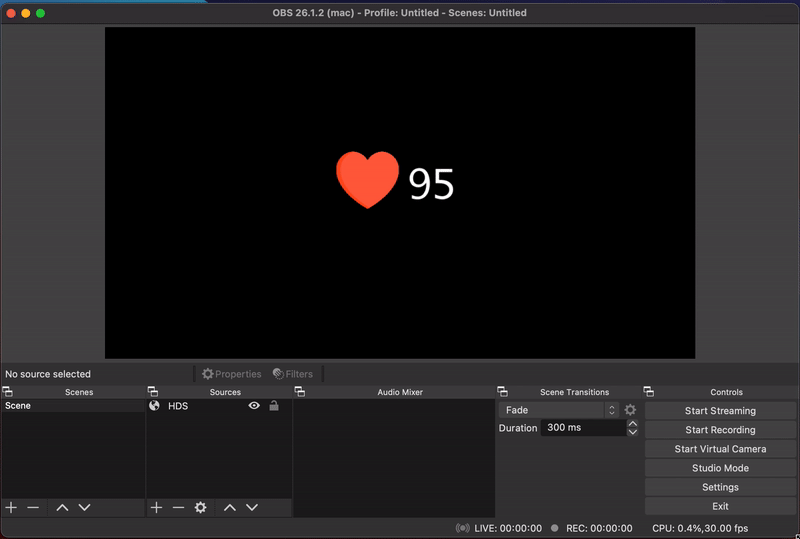 OBS 26.1.2 (mac) - Profile: Untitled - Scenes: Untitled
95
No source selected
Properties
Filters
Scenes
Sources
Audio Mixer
Scene Transitions
Controls
Scene
HDS
Fade
Duration 300 ms
Start Streaming
Start Recording
Start Virtual Camera
Studio Mode
Settings
Exit
LIVE: 00:00:00 REC: 00:00:00 CPU: 0.4%,30.00 fps